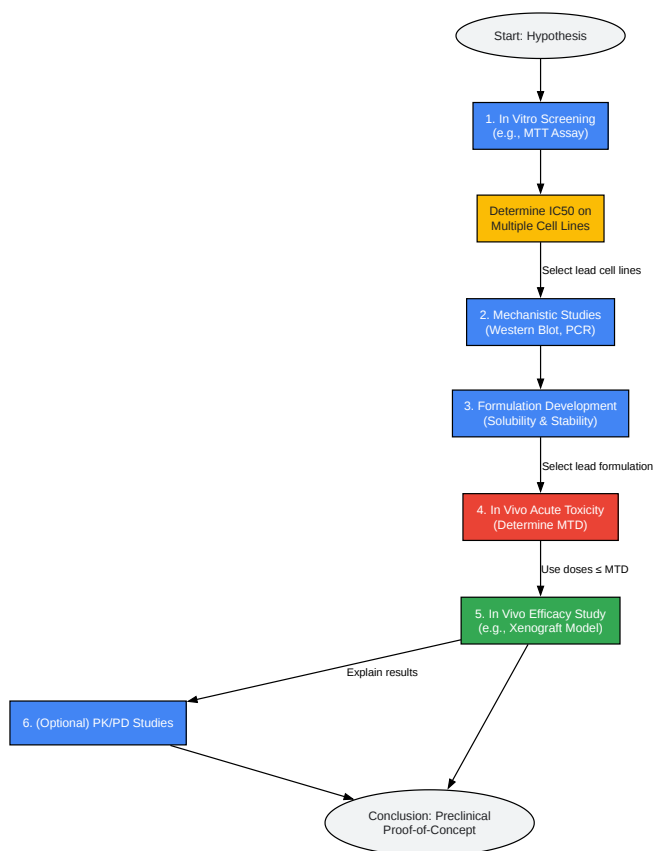 Start: Hypothesis
1. In Vitro Screening
(e.g., MTT Assay)
Determine IC50 on
Multiple Cell Lines
Select lead cell lines
2. Mechanistic Studies
(Western Blot, PCR)
3. Formulation Development
(Solubility & Stability)
Select lead formulation
4. In Vivo Acute Toxicity
(Determine MTD)
Use doses ≤ MTD
5. In Vivo Efficacy Study
(e.g., Xenograft Model)
Explain results
6. (Optional) PK/PD Studies
Conclusion: Preclinical
Proof-of-Concept